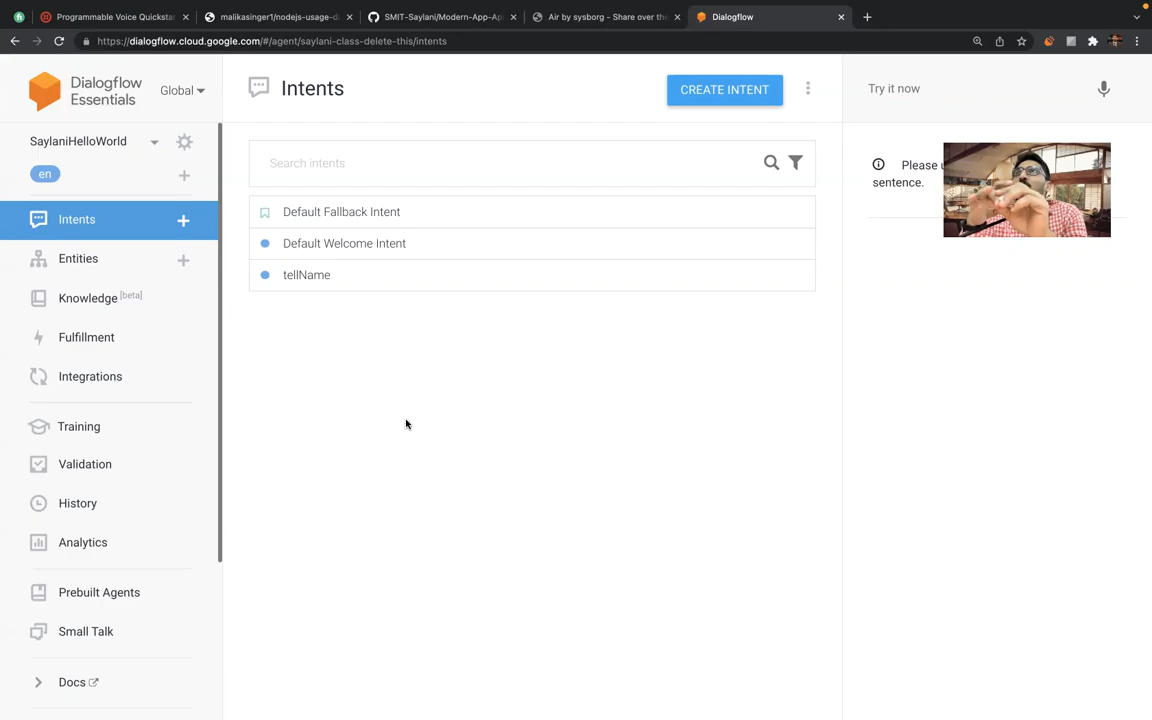 Programmable Voice Quickstar
malikasinger1/nodejs-usage-da
SMIT-Saylani/Modern-App-Ap
Air by sysborg - Share over the
Dialogflow
https://dialogflow.cloud.google.com/#/agent/saylani-class-delete-this/intents
Dialogflow
Essentials
Global
SaylaniHelloWorld
en
Intents
Entities
Knowledge [beta]
Fulfillment
Integrations
Training
Validation
History
Analytics
Prebuilt Agents
Small Talk
Docs
Intents
CREATE INTENT
Search intents
Default Fallback Intent
Default Welcome Intent
tellName
Try it now
Please
sentence.